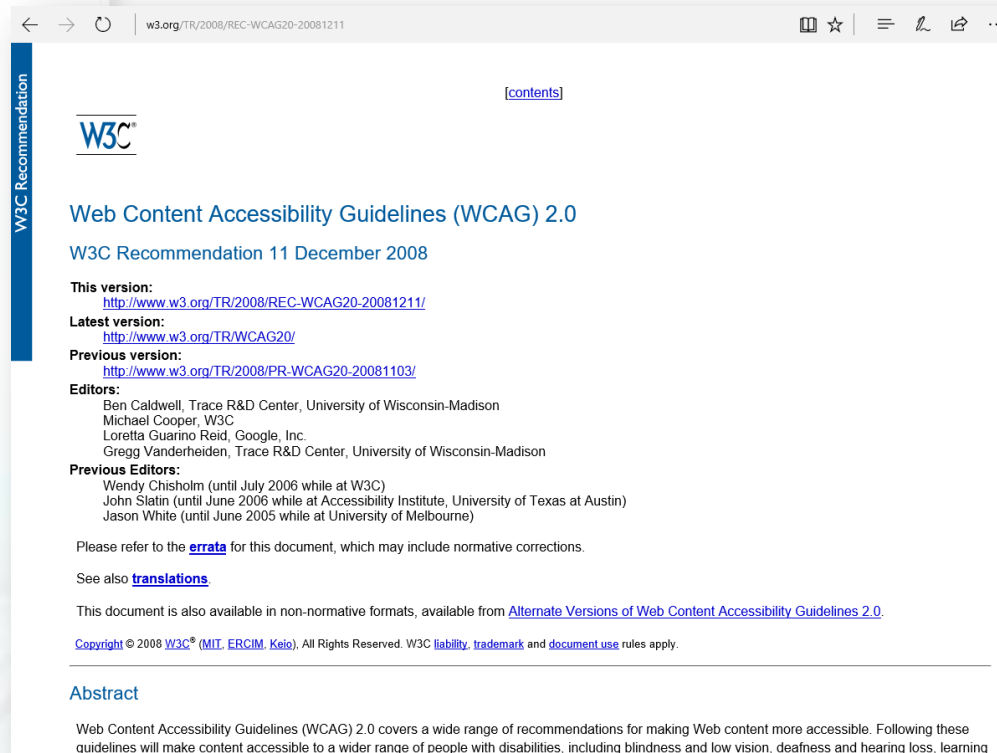 w3.org/TR/2008/REC-WCAG20-20081211
W3C Recommendation
[contents]
W3C®
Web Content Accessibility Guidelines (WCAG) 2.0
W3C Recommendation 11 December 2008
This version:
http://www.w3.org/TR/2008/REC-WCAG20-20081211/
Latest version:
http://www.w3.org/TR/WCAG20/
Previous version:
http://www.w3.org/TR/2008/PR-WCAG20-20081103/
Editors:
Ben Caldwell, Trace R&D Center, University of Wisconsin-Madison
Michael Cooper, W3C
Loretta Guarino Reid, Google, Inc.
Gregg Vanderheiden, Trace R&D Center, University of Wisconsin-Madison
Previous Editors:
Wendy Chisholm (until July 2006 while at W3C)
John Slatin (until June 2006 while at Accessibility Institute, University of Texas at Austin)
Jason White (until June 2005 while at University of Melbourne)
Please refer to the errata for this document, which may include normative corrections.
See also translations.
This document is also available in non-normative formats, available from Alternate Versions of Web Content Accessibility Guidelines 2.0.
Copyright © 2008 W3C® (MIT, ERCIM, Keio), All Rights Reserved. W3C liability, trademark and document use rules apply.
Abstract
Web Content Accessibility Guidelines (WCAG) 2.0 covers a wide range of recommendations for making Web content more accessible. Following these
guidelines will make content accessible to a wider range of people with disabilities, including blindness and low vision, deafness and hearing loss, learning